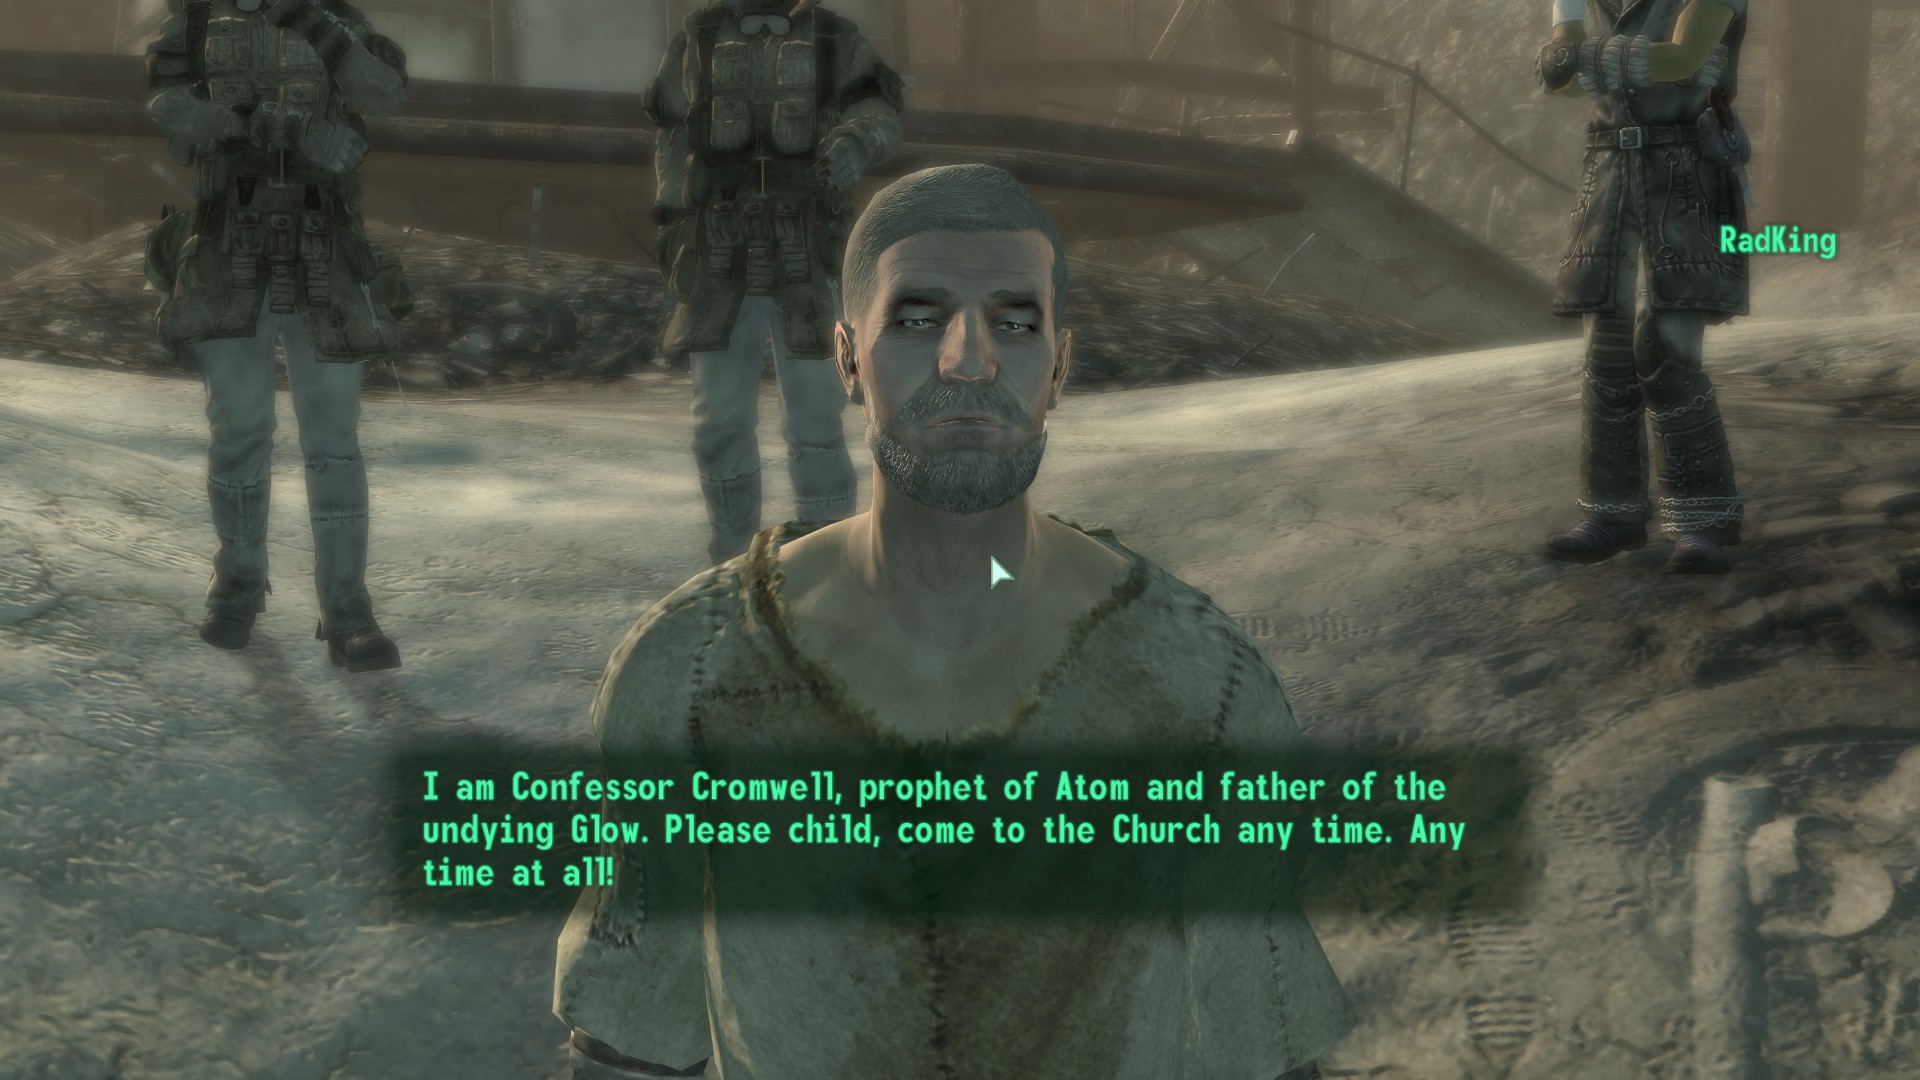 RadKing
I am Confessor Cromwell, prophet of Atom and father of the
undying Glow. Please child, come to the Church any time. Any
time at all!